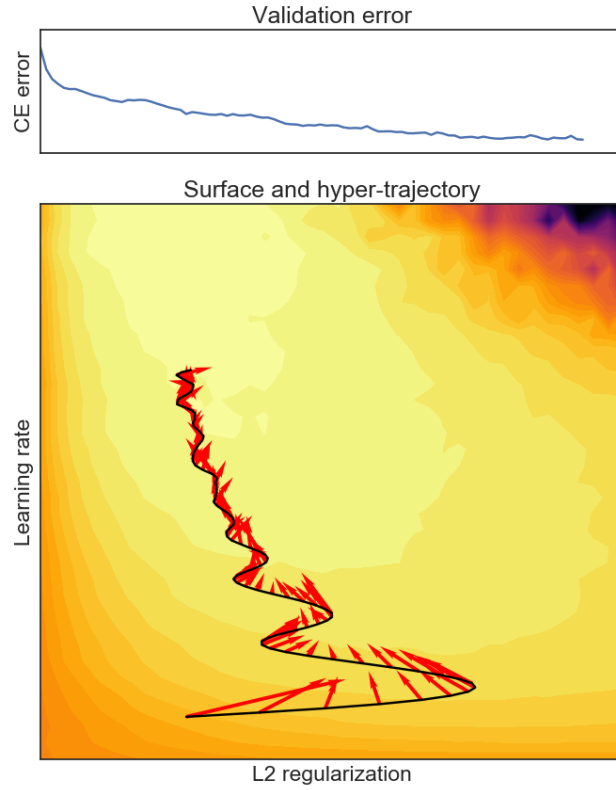 Validation error
CE error
Surface and hyper-trajectory
Learning rate
L2 regularization